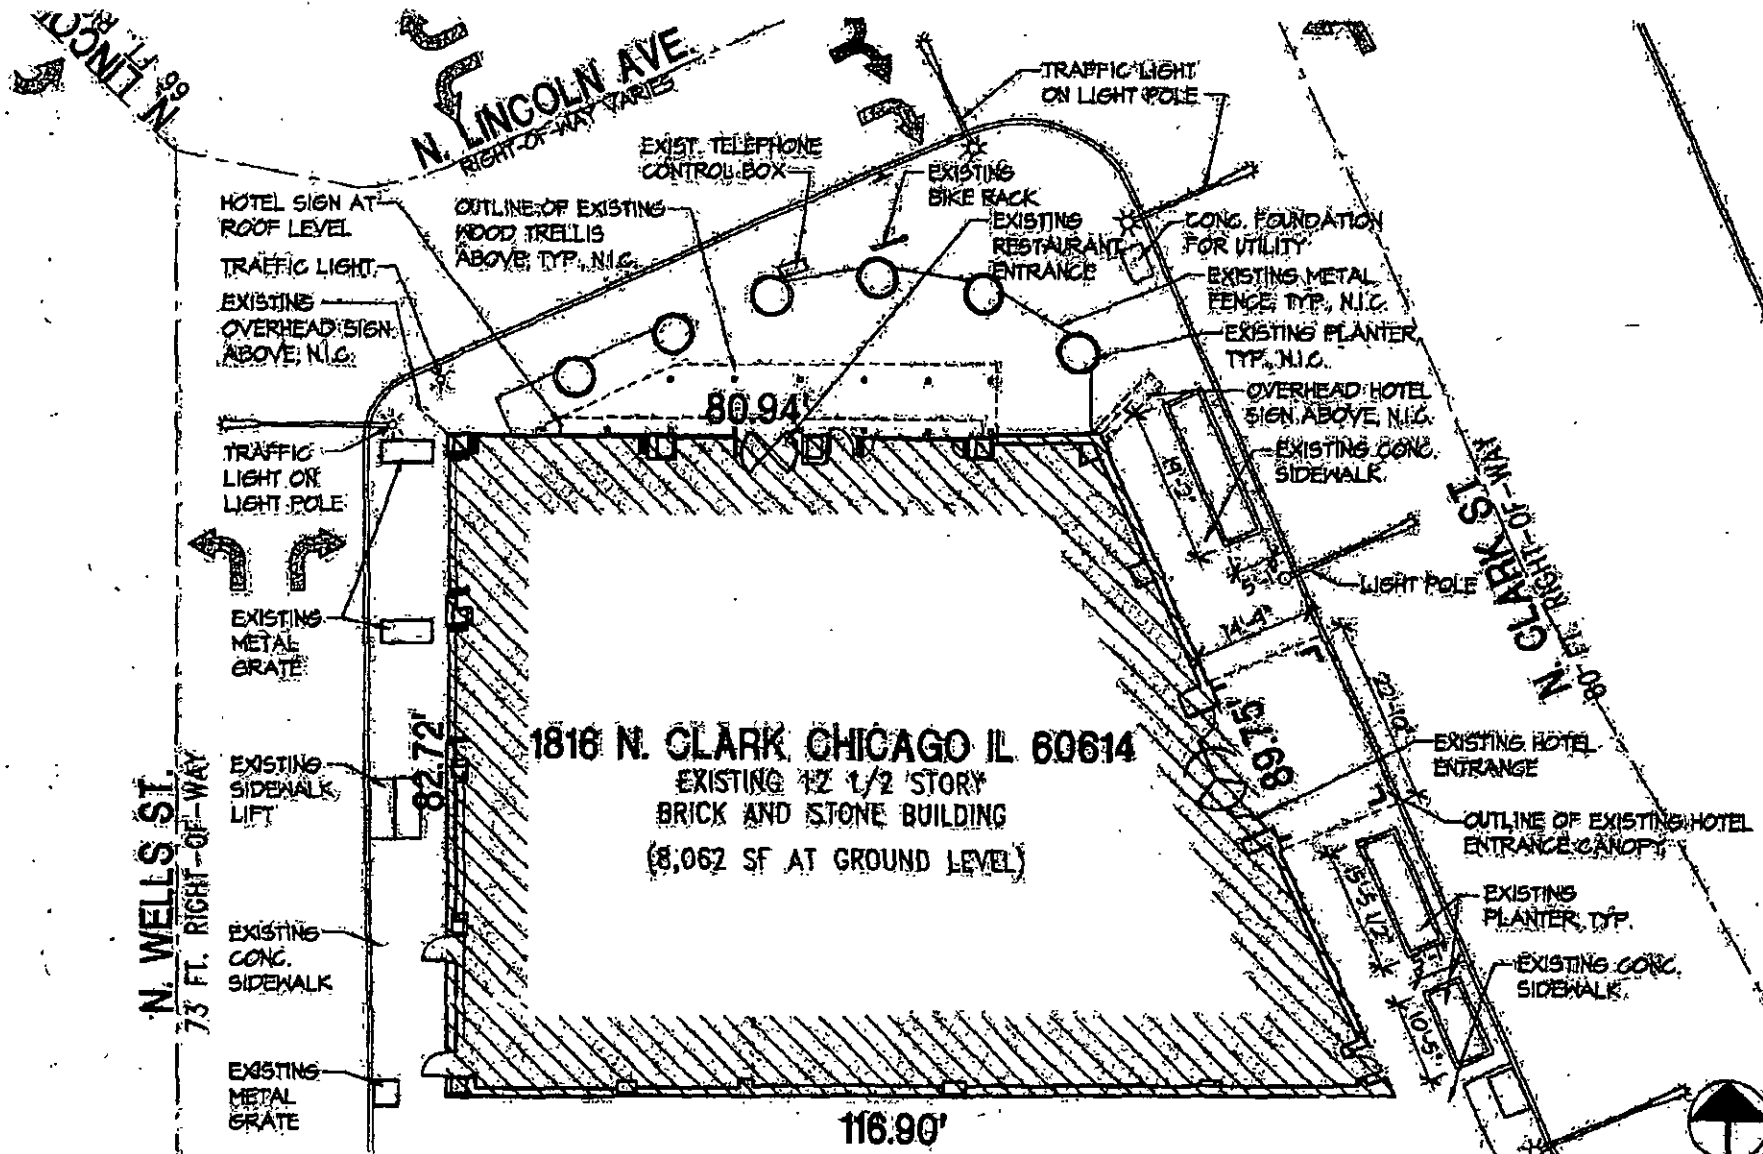 N. LINCO
66 FT. R
N. LINCOLN AVE.
RIGHT-OF-WAY VARIES
TRAFFIC LIGHT
ON LIGHT POLE
EXIST. TELEPHONE
CONTROL BOX
EXISTING
BIKE RACK
HOTEL SIGN AT
ROOF LEVEL
OUTLINE OF EXISTING
WOOD TRELLIS
ABOVE, TYP., N.I.C.
EXISTING
RESTAURANT
ENTRANCE
CONC. FOUNDATION
FOR UTILITY
TRAFFIC LIGHT
EXISTING
OVERHEAD SIGN
ABOVE, N.I.C.
EXISTING METAL
FENCE, TYP., N.I.C.
EXISTING PLANTER,
TYP., N.I.C.
OVERHEAD HOTEL
SIGN ABOVE, N.I.C.
80.94'
TRAFFIC
LIGHT ON
LIGHT POLE
EXISTING CONC.
SIDEWALK
N. CLARK ST
80- FT. RIGHT-OF-WAY
LIGHT POLE
14'-4"
EXISTING
METAL
GRATE
20'-10"
82.72'
89.75'
1816 N. CLARK, CHICAGO IL 60614
EXISTING 12 1/2 STORY
BRICK AND STONE BUILDING
(8,062 SF AT GROUND LEVEL)
EXISTING HOTEL
ENTRANCE
EXISTING
SIDEWALK
LIFT
OUTLINE OF EXISTING HOTEL
ENTRANCE CANOPY
N. WELLS ST.
73 FT. RIGHT-OF-WAY
15'-5 1/2"
EXISTING
PLANTER, TYP.
EXISTING
CONC.
SIDEWALK
EXISTING CONC.
SIDEWALK
10'-5"
EXISTING
METAL
GRATE
116.90'